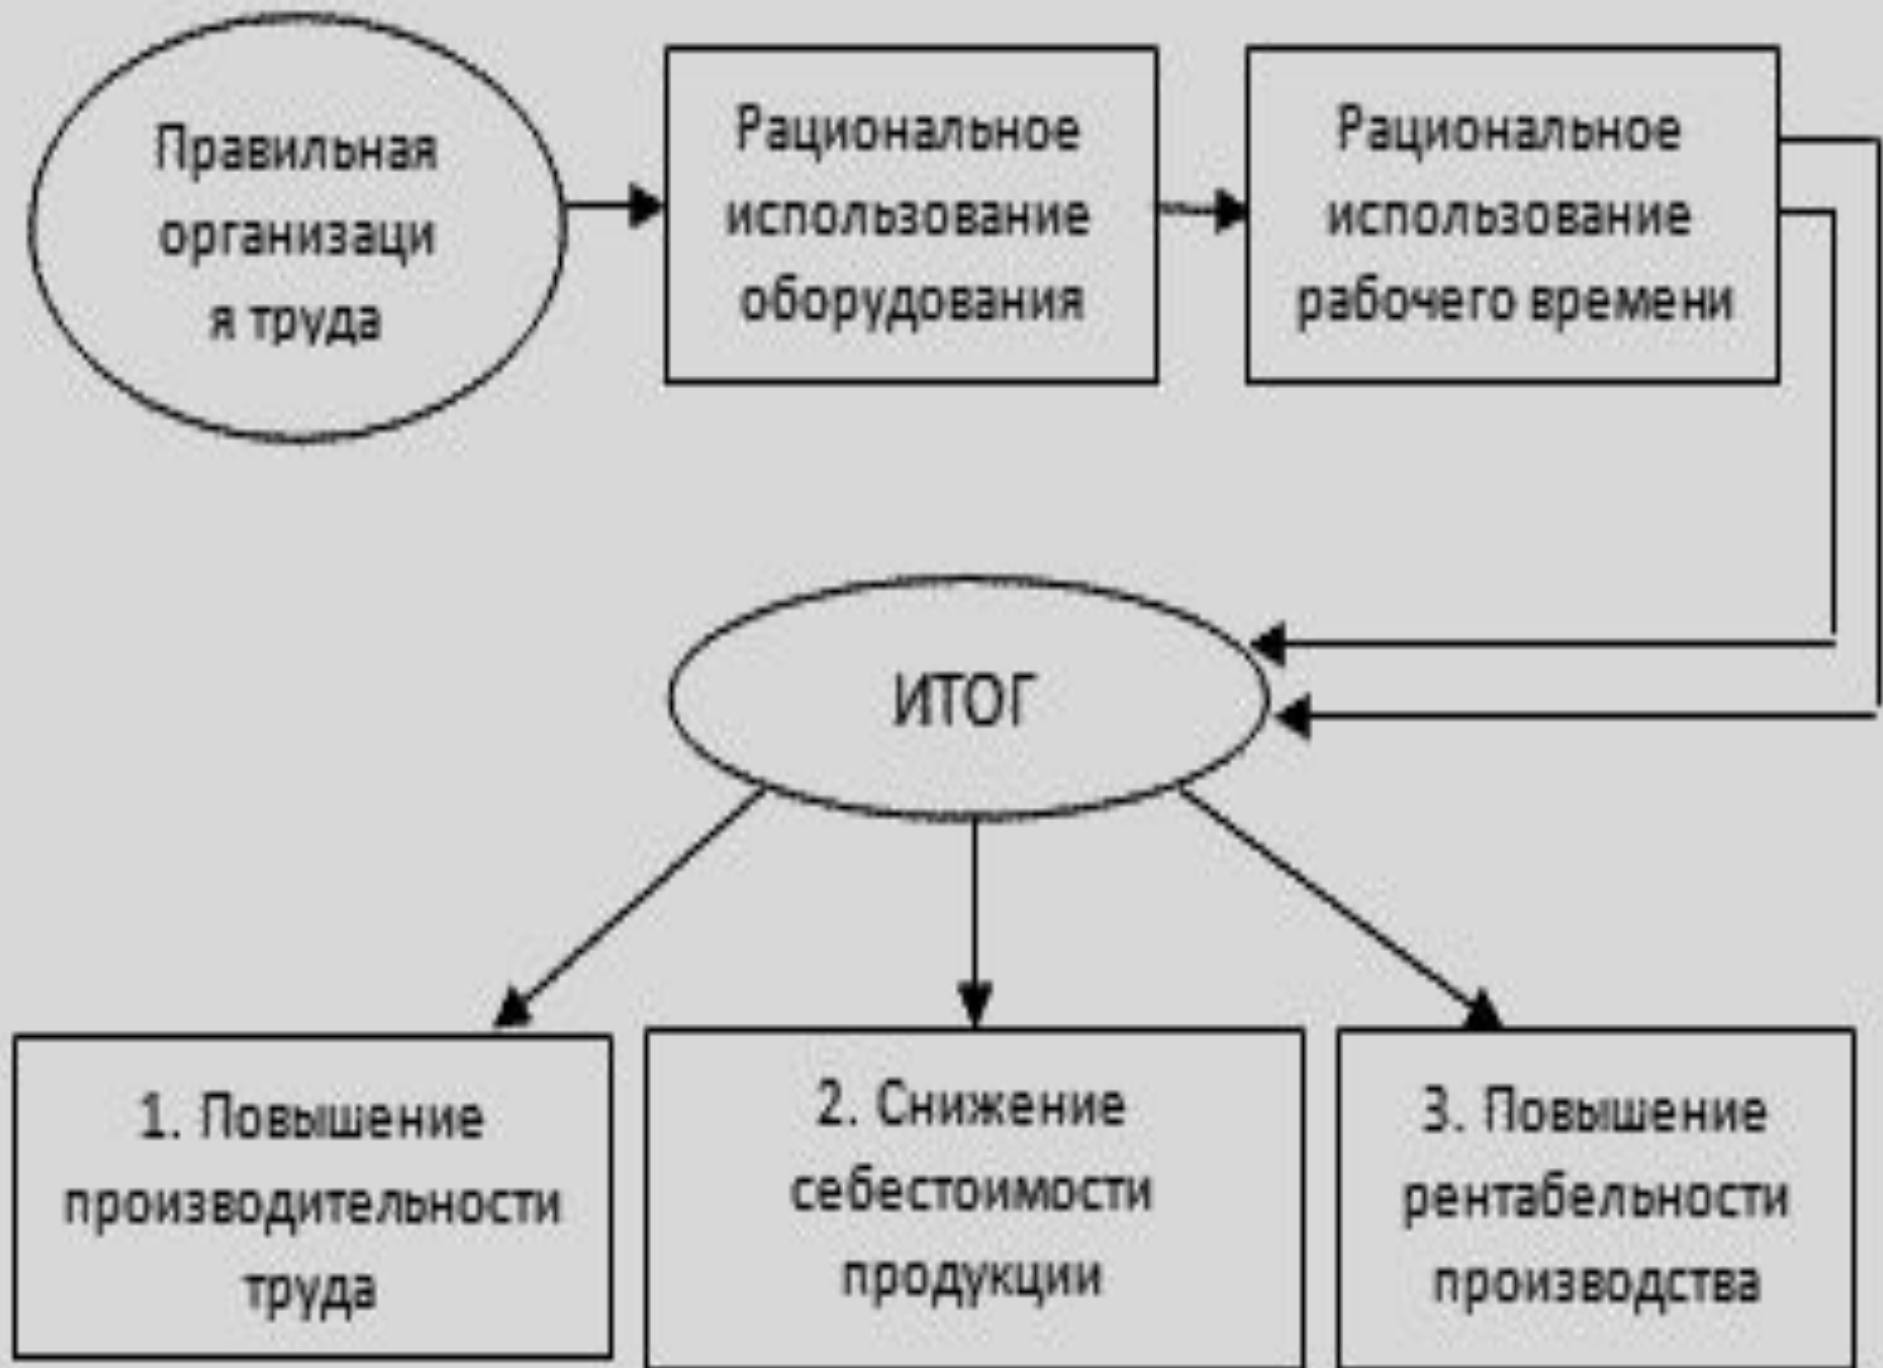 Правильная
организаци
я труда
Рациональное
использование
оборудования
Рациональное
использование
рабочего времени
ИТОГ
1. Повышение
производительности
труда
2. Снижение
себестоимости
продукции
3. Повышение
рентабельности
производства